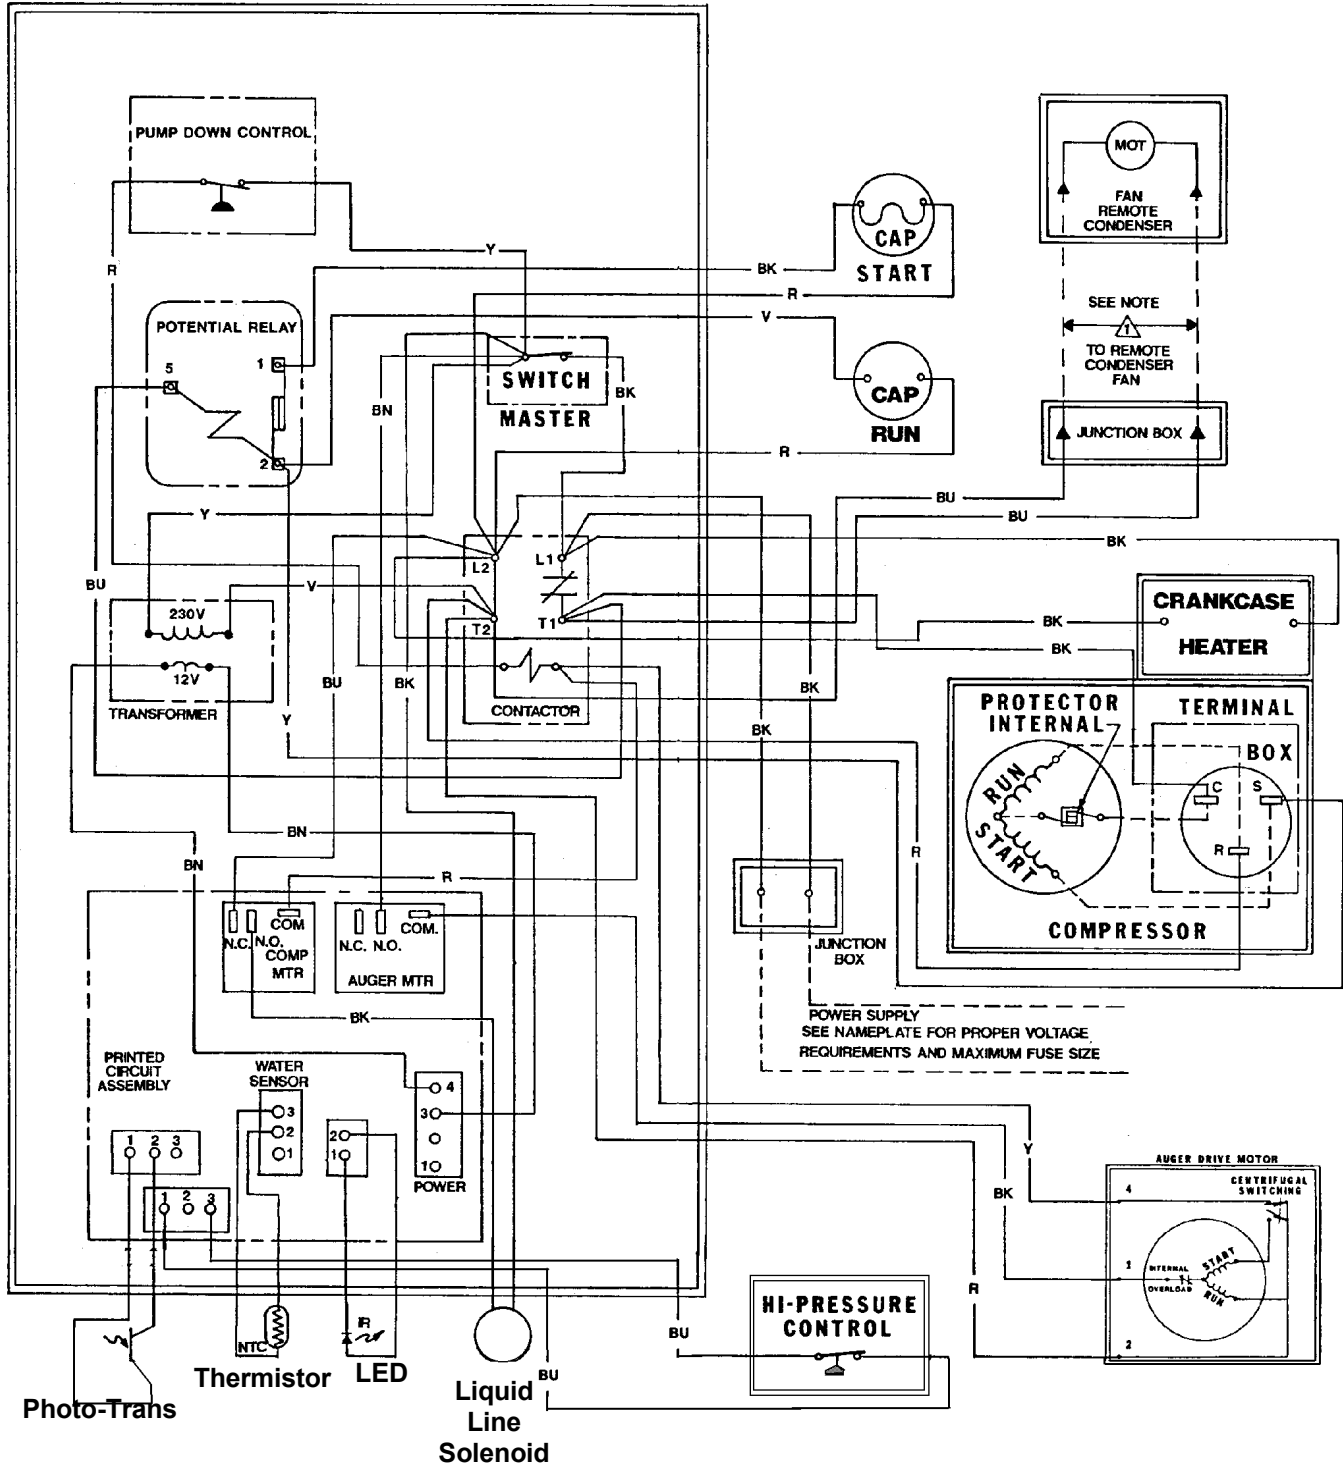 PUMP DOWN CONTROL
R
Y
BK
R
V
CAP
START
MOT
FAN
REMOTE
CONDENSER
SEE NOTE
1
TO REMOTE
CONDENSER
FAN
JUNCTION BOX
POTENTIAL RELAY
1
5
2
BN
SWITCH
MASTER
BK
CAP
RUN
R
BU
BU
BK
Y
BU
V
L2
L1
T2
T1
CONTACTOR
230V
12V
TRANSFORMER
BU
BK
Y
BK
BK
BK
BK
CRANKCASE
HEATER
PROTECTOR
INTERNAL
TERMINAL
BOX
RUN
START
C
S
R
COMPRESSOR
R
BN
BN
R
N.C.
N.O.
COM
COMP
MTR
N.C.
N.O.
COM.
AUGER MTR
BK
JUNCTION
BOX
POWER SUPPLY
SEE NAMEPLATE FOR PROPER VOLTAGE
REQUIREMENTS AND MAXIMUM FUSE SIZE
PRINTED
CIRCUIT
ASSEMBLY
WATER
SENSOR
3
2
1
2
1
4
3
1
POWER
1 2 3
1 2 3
Y
BK
R
AUGER DRIVE MOTOR
CENTRIFUGAL
SWITCHING
4
1
2
INTERNAL
OVERLOAD
START
RUN
HI-PRESSURE
CONTROL
BU
BU
NTC
IR
Photo-Trans
Thermistor
LED
Liquid
Line
Solenoid